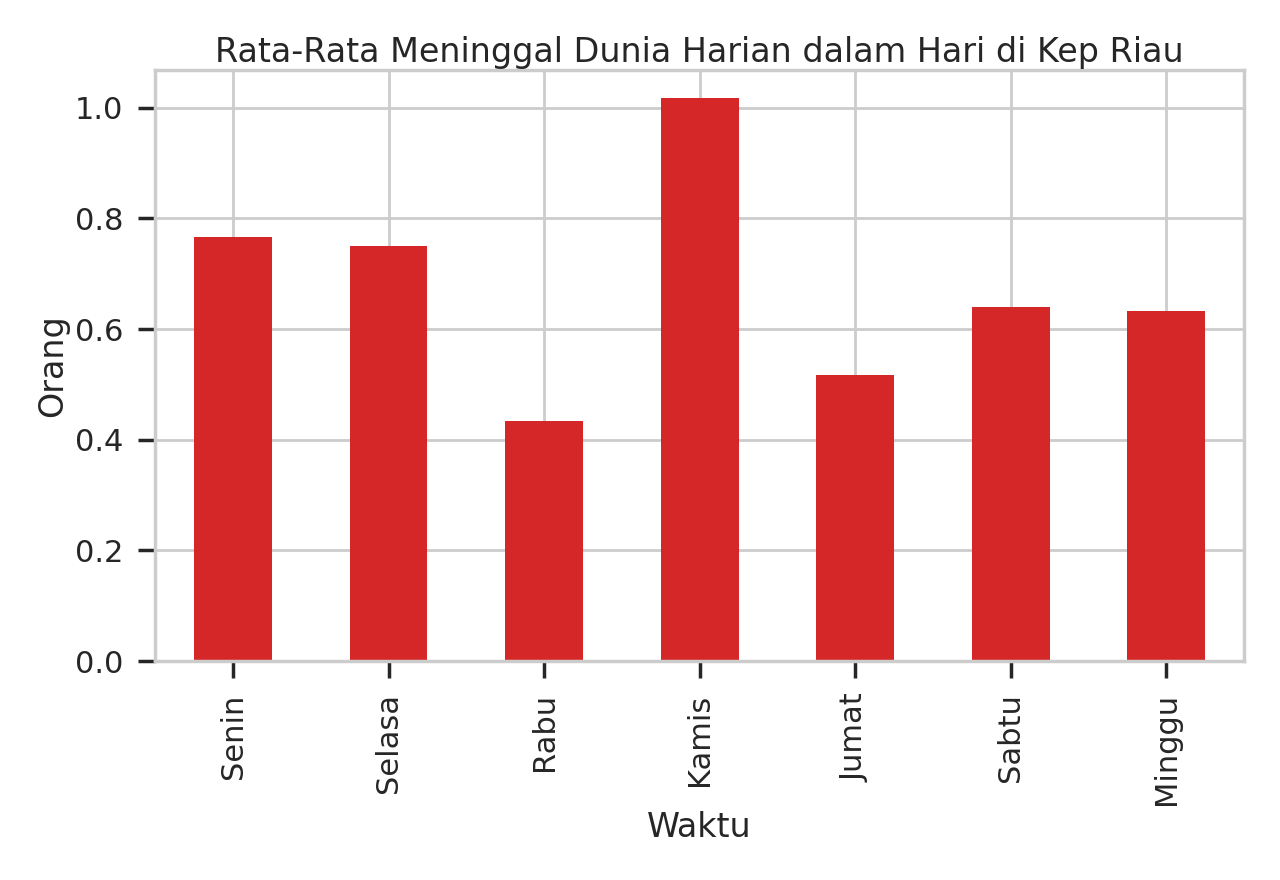 Rata-Rata Meninggal Dunia Harian dalam Hari di Kep Riau
Orang
1.0
0.8
0.6
0.4
0.2
0.0
Senin
Selasa
Rabu
Kamis
Jumat
Sabtu
Minggu
Waktu